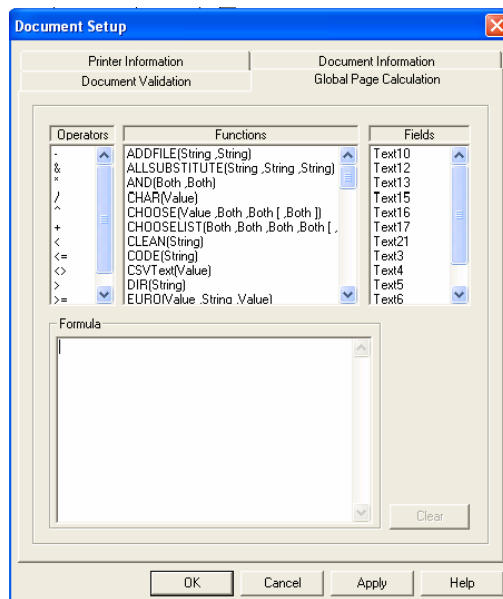 Document Setup
Printer Information
Document Information
Document Validation
Global Page Calculation
Operators
-
&
*
/
^
+
<
<=
<>
>
>=
Functions
ADDFILE(String ,String)
ALLSUBSTITUTE(String ,String ,String)
AND(Both ,Both)
CHAR(Value)
CHOOSE(Value ,Both ,Both [ ,Both ])
CHOOSELIST(Both ,Both ,Both ,Both [ ,
CLEAN(String)
CODE(String)
CSVText(Value)
DIR(String)
EURO(Value ,String ,Value)
Fields
Text10
Text12
Text13
Text15
Text16
Text17
Text21
Text3
Text4
Text5
Text6
Formula
Clear
OK
Cancel
Apply
Help